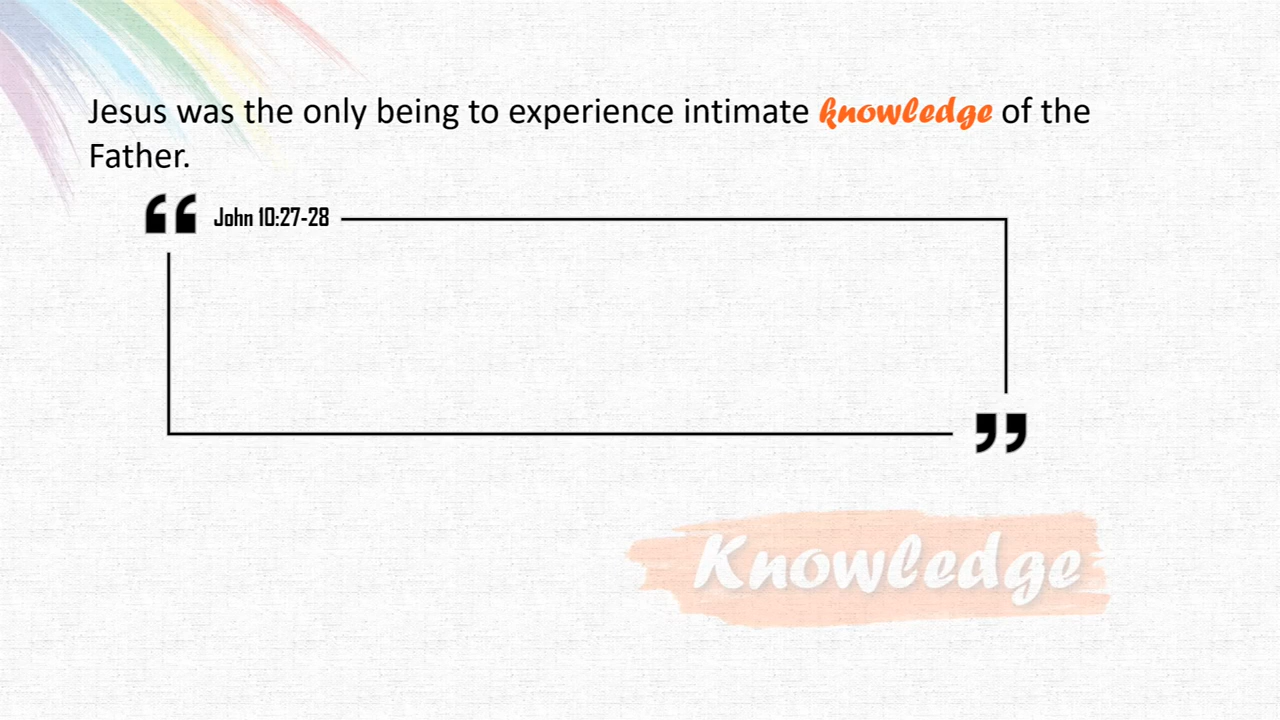 Jesus was the only being to experience intimate knowledge of the
Father.
“ John 10:27-28
”
Knowledge